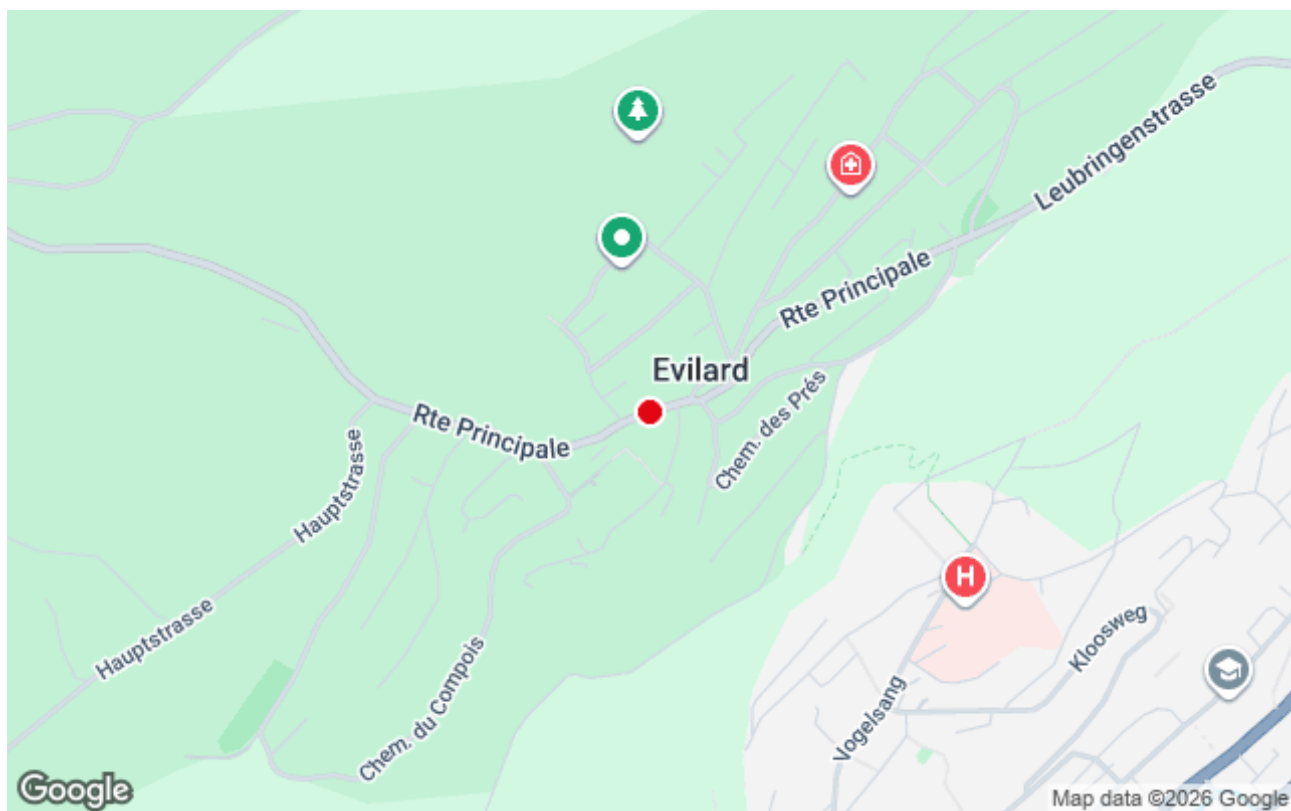 Leubringenstrasse
Rte Principale
Evilard
Chem. des Prés
Rte Principale
Hauptstrasse
H
Hauptstrasse
Kloosweg
Chem. du Compois
Vogelsang
Google
Map data ©2026 Google